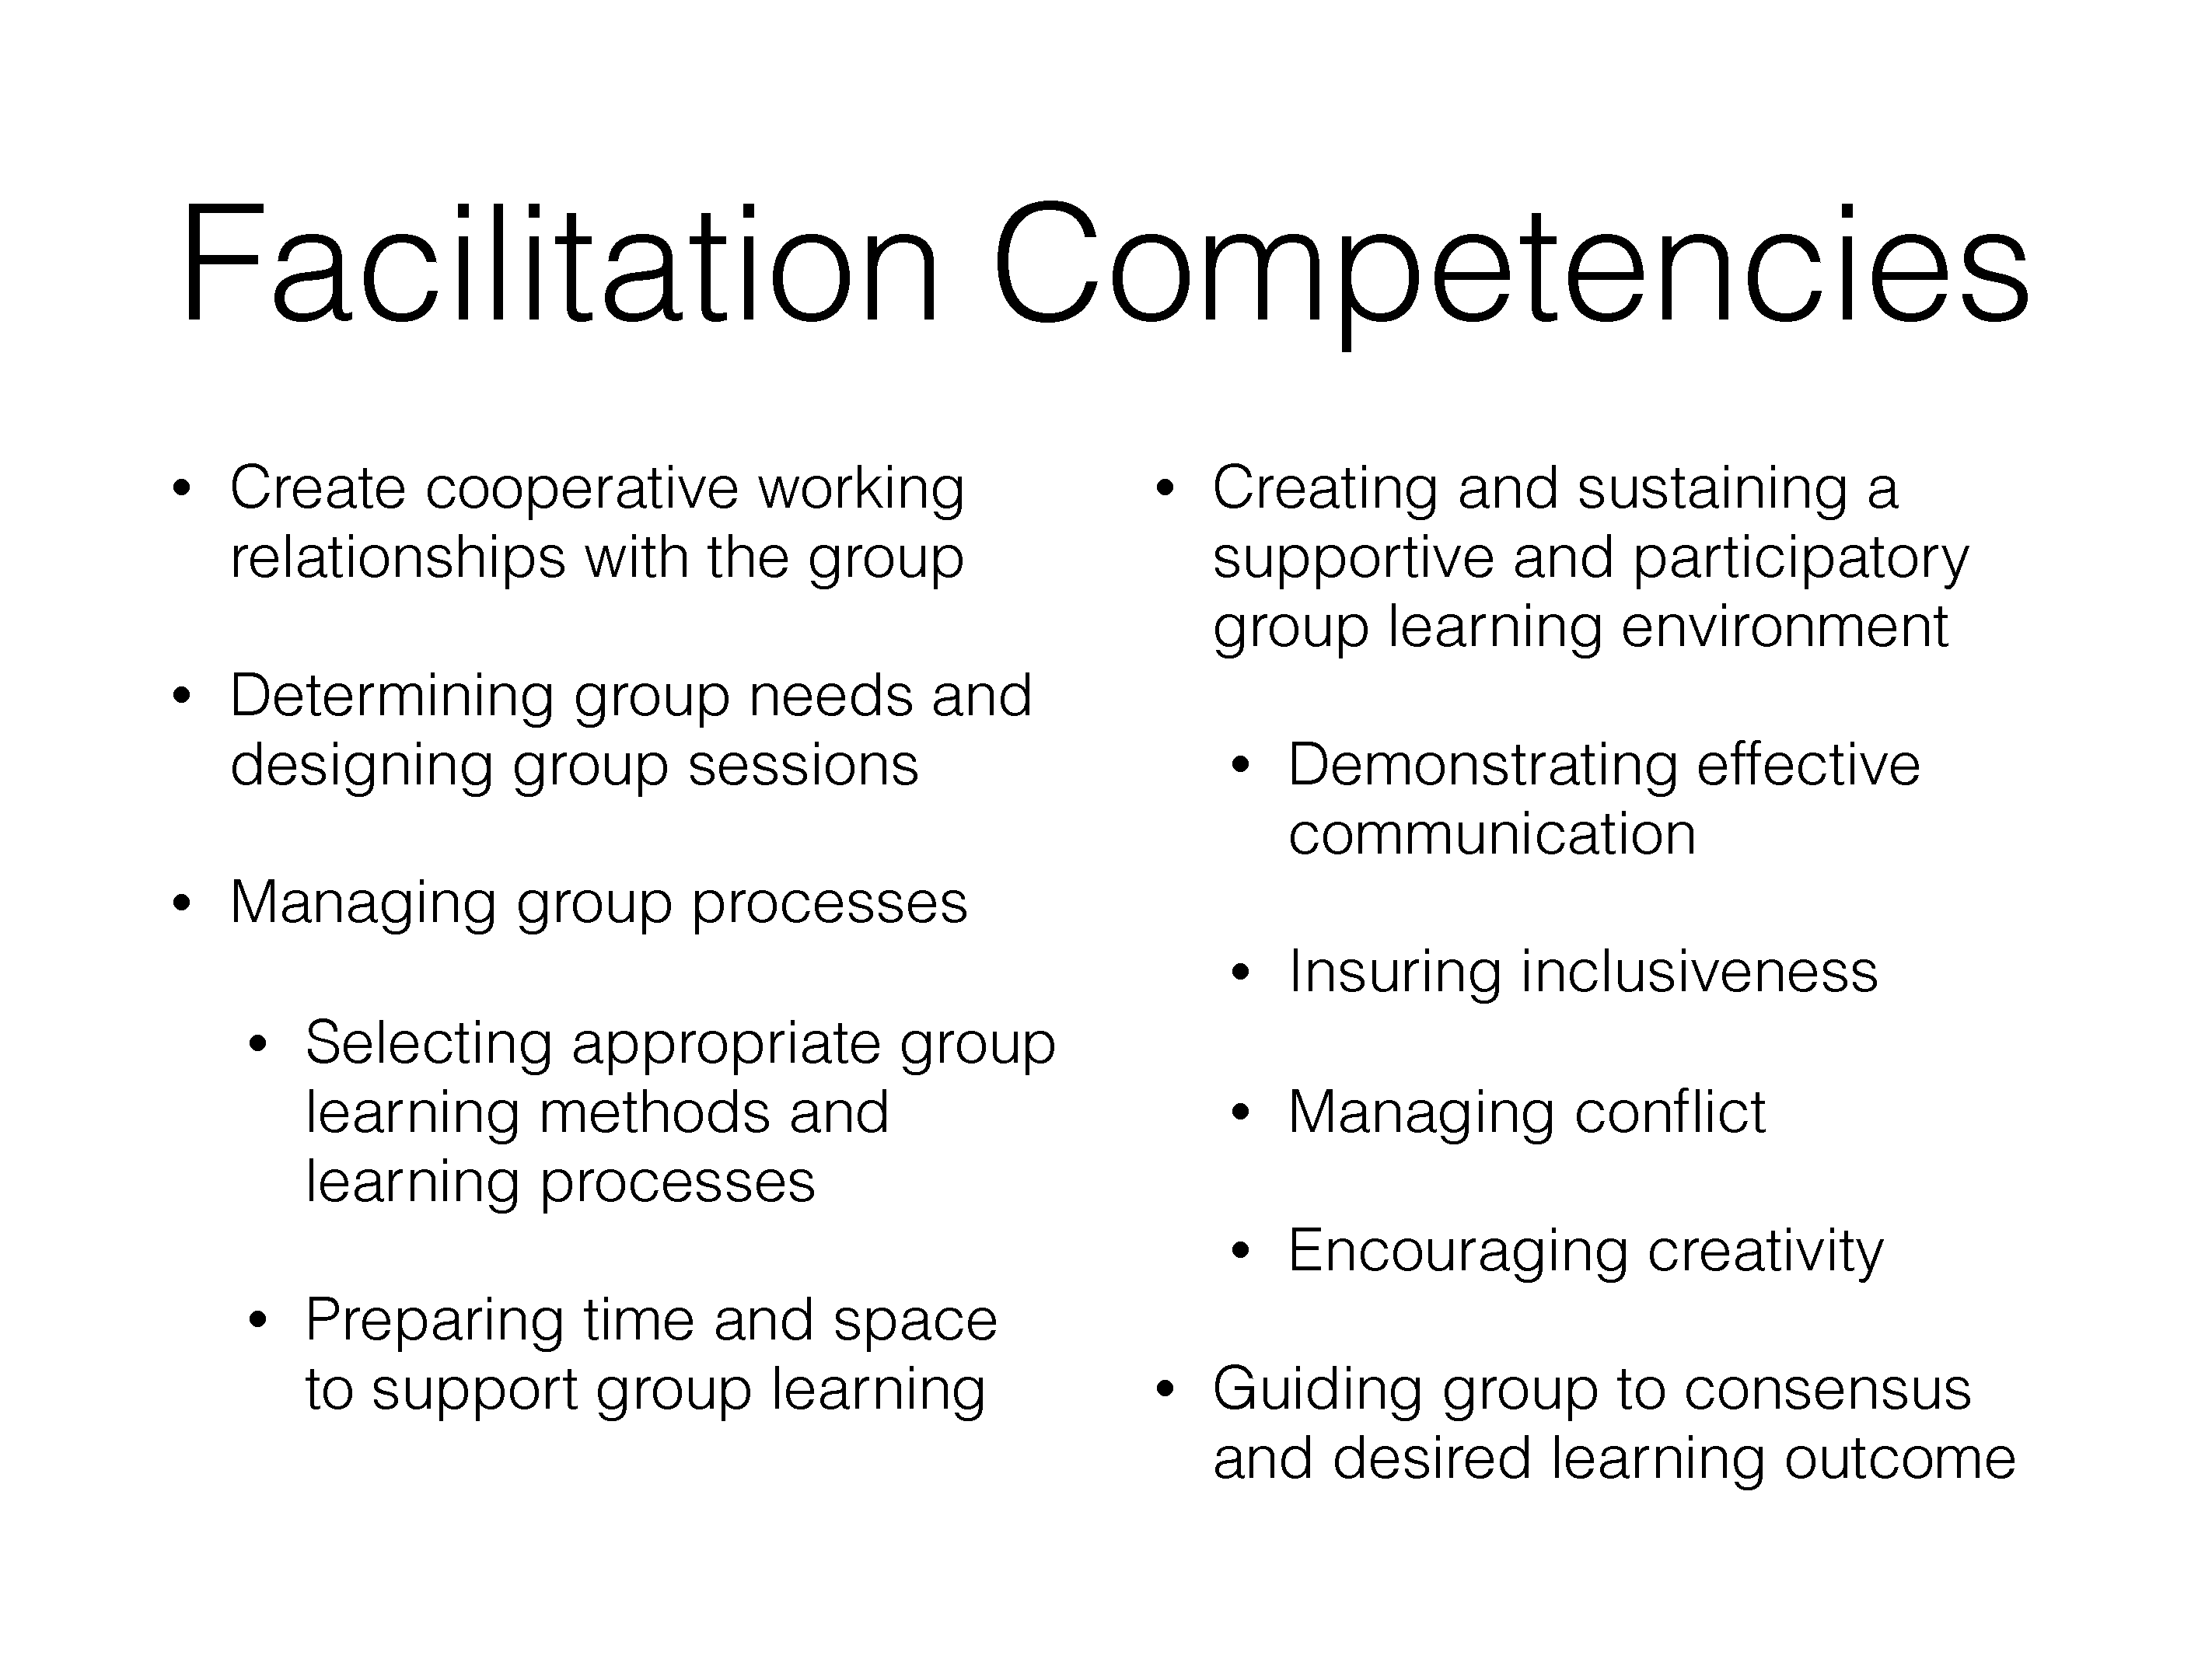 Facilitation Competencies
• Create cooperative working
relationships with the group
• Determining group needs and
designing group sessions
• Managing group processes
• Selecting appropriate group
learning methods and
learning processes
• Preparing time and space
to support group learning
• Creating and sustaining a
supportive and participatory
group learning environment
• Demonstrating effective
communication
• Insuring inclusiveness
• Managing conflict
• Encouraging creativity
• Guiding group to consensus
and desired learning outcome